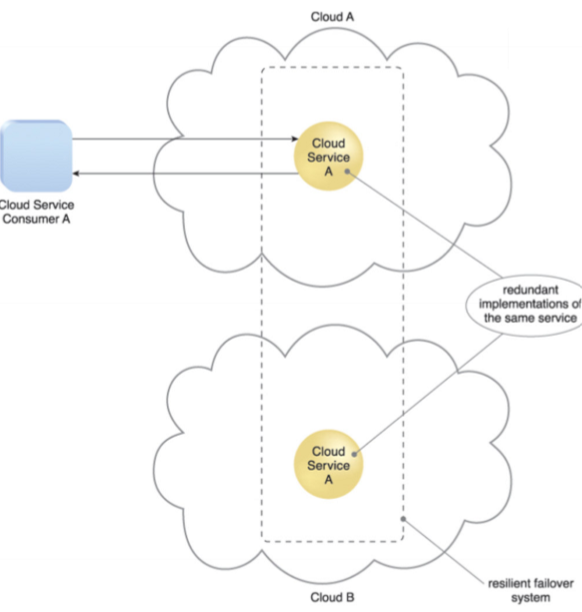 Cloud A
Cloud
Service
A
Cloud Service
Consumer A
redundant
implementations of
the same service
Cloud
Service
A
resilient failover
system
Cloud B